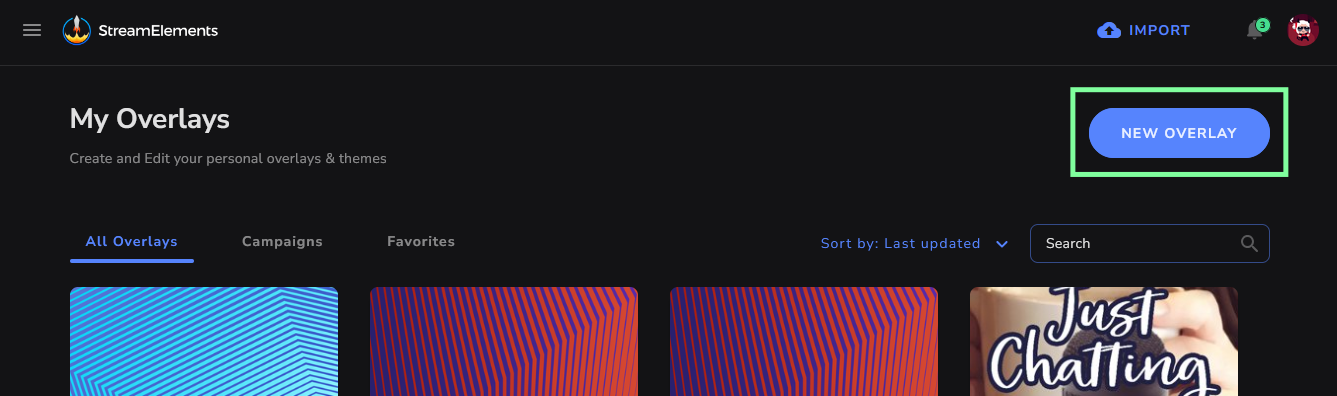 StreamElements
IMPORT
3
My Overlays
NEW OVERLAY
Create and Edit your personal overlays & themes
All Overlays
Campaigns
Favorites
Sort by: Last updated
Search
Just
Chatting